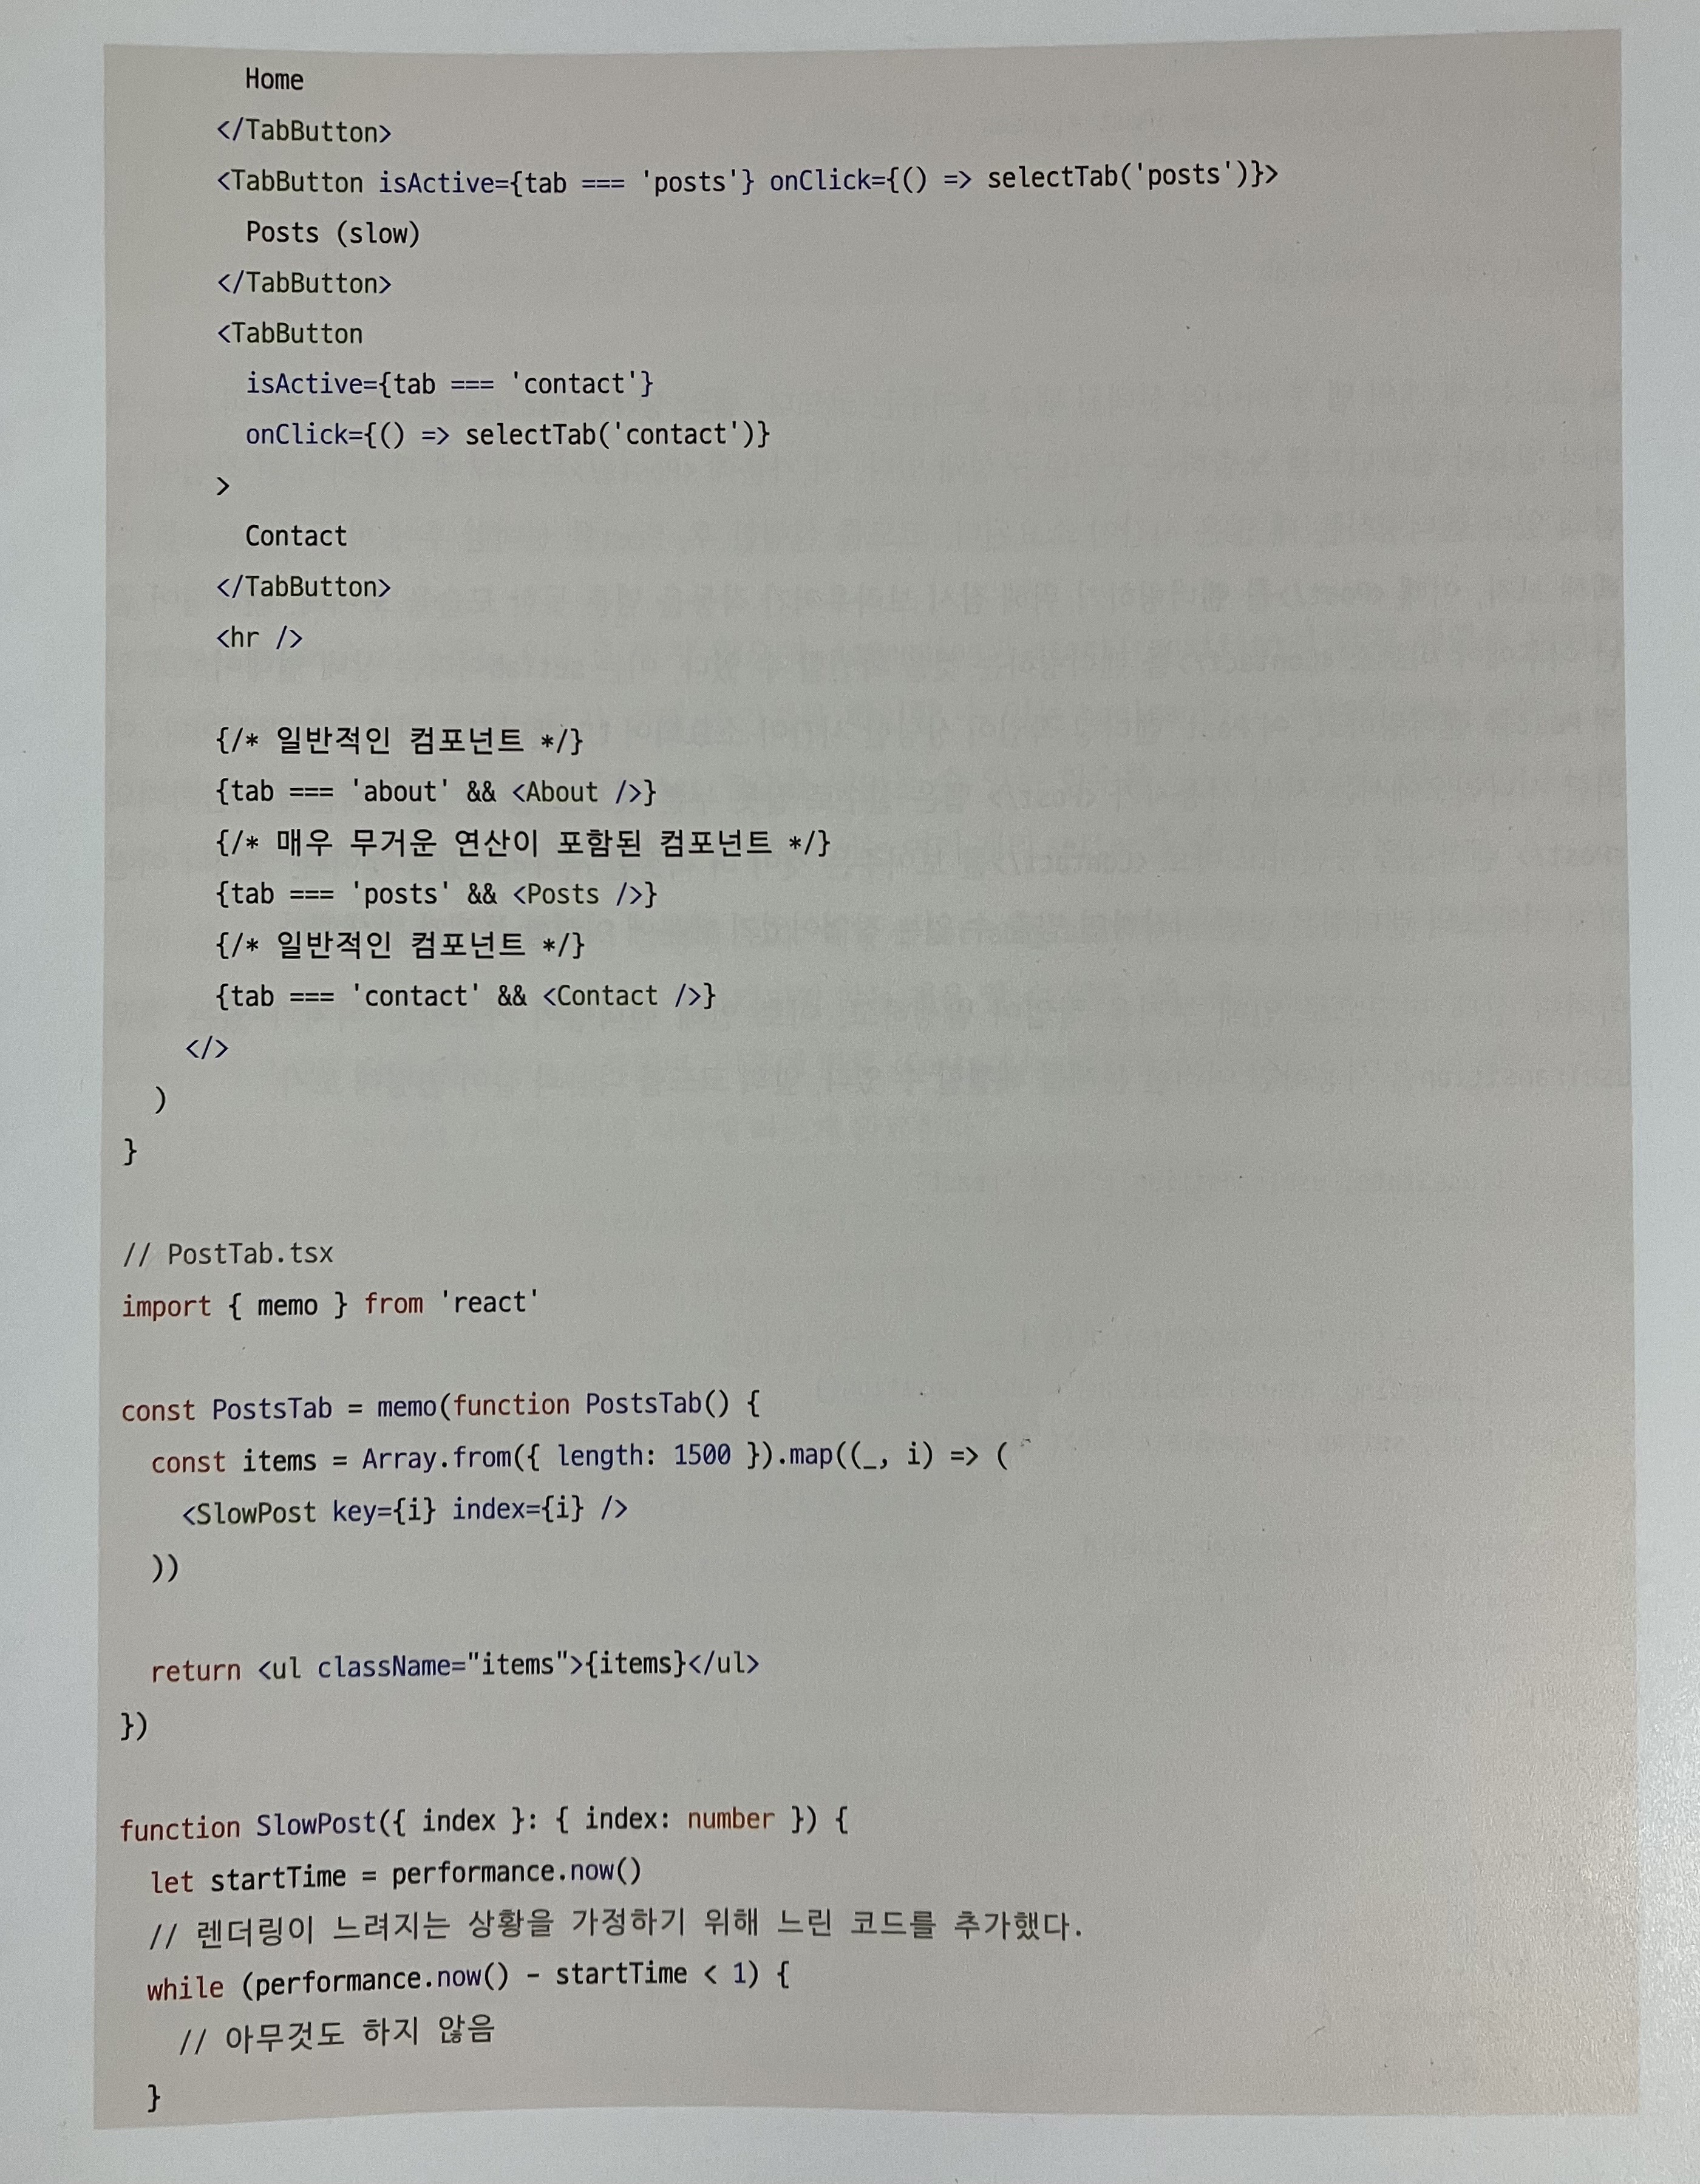 Home
</TabButton>
<TabButton isActive={tab === 'posts'} onClick={() => selectTab('posts')}>
Posts (slow)
</TabButton>
<TabButton
isActive={tab === 'contact'}
onClick={() => selectTab('contact')}
>
Contact
</TabButton>
<hr />
{/* 일반적인 컴포넌트 */}
{tab === 'about' && <About />}
{/* 매우 무거운 연산이 포함된 컴포넌트 */}
{tab === 'posts' && <Posts />}
{/* 일반적인 컴포넌트 */}
{tab === 'contact' && <Contact />}
</>
)
}
// PostTab.tsx
import { memo } from 'react'
const PostsTab = memo(function PostsTab() {
const items = Array.from({ length: 1500 }).map((_, i) => (
<SlowPost key={i} index={i} />
))
return <ul className="items">{items}</ul>
})
function SlowPost({ index }: { index: number }) {
let startTime = performance.now()
// 렌더링이 느려지는 상황을 가정하기 위해 느린 코드를 추가했다.
while (performance.now() - startTime < 1) {
// 아무것도 하지 않음
}